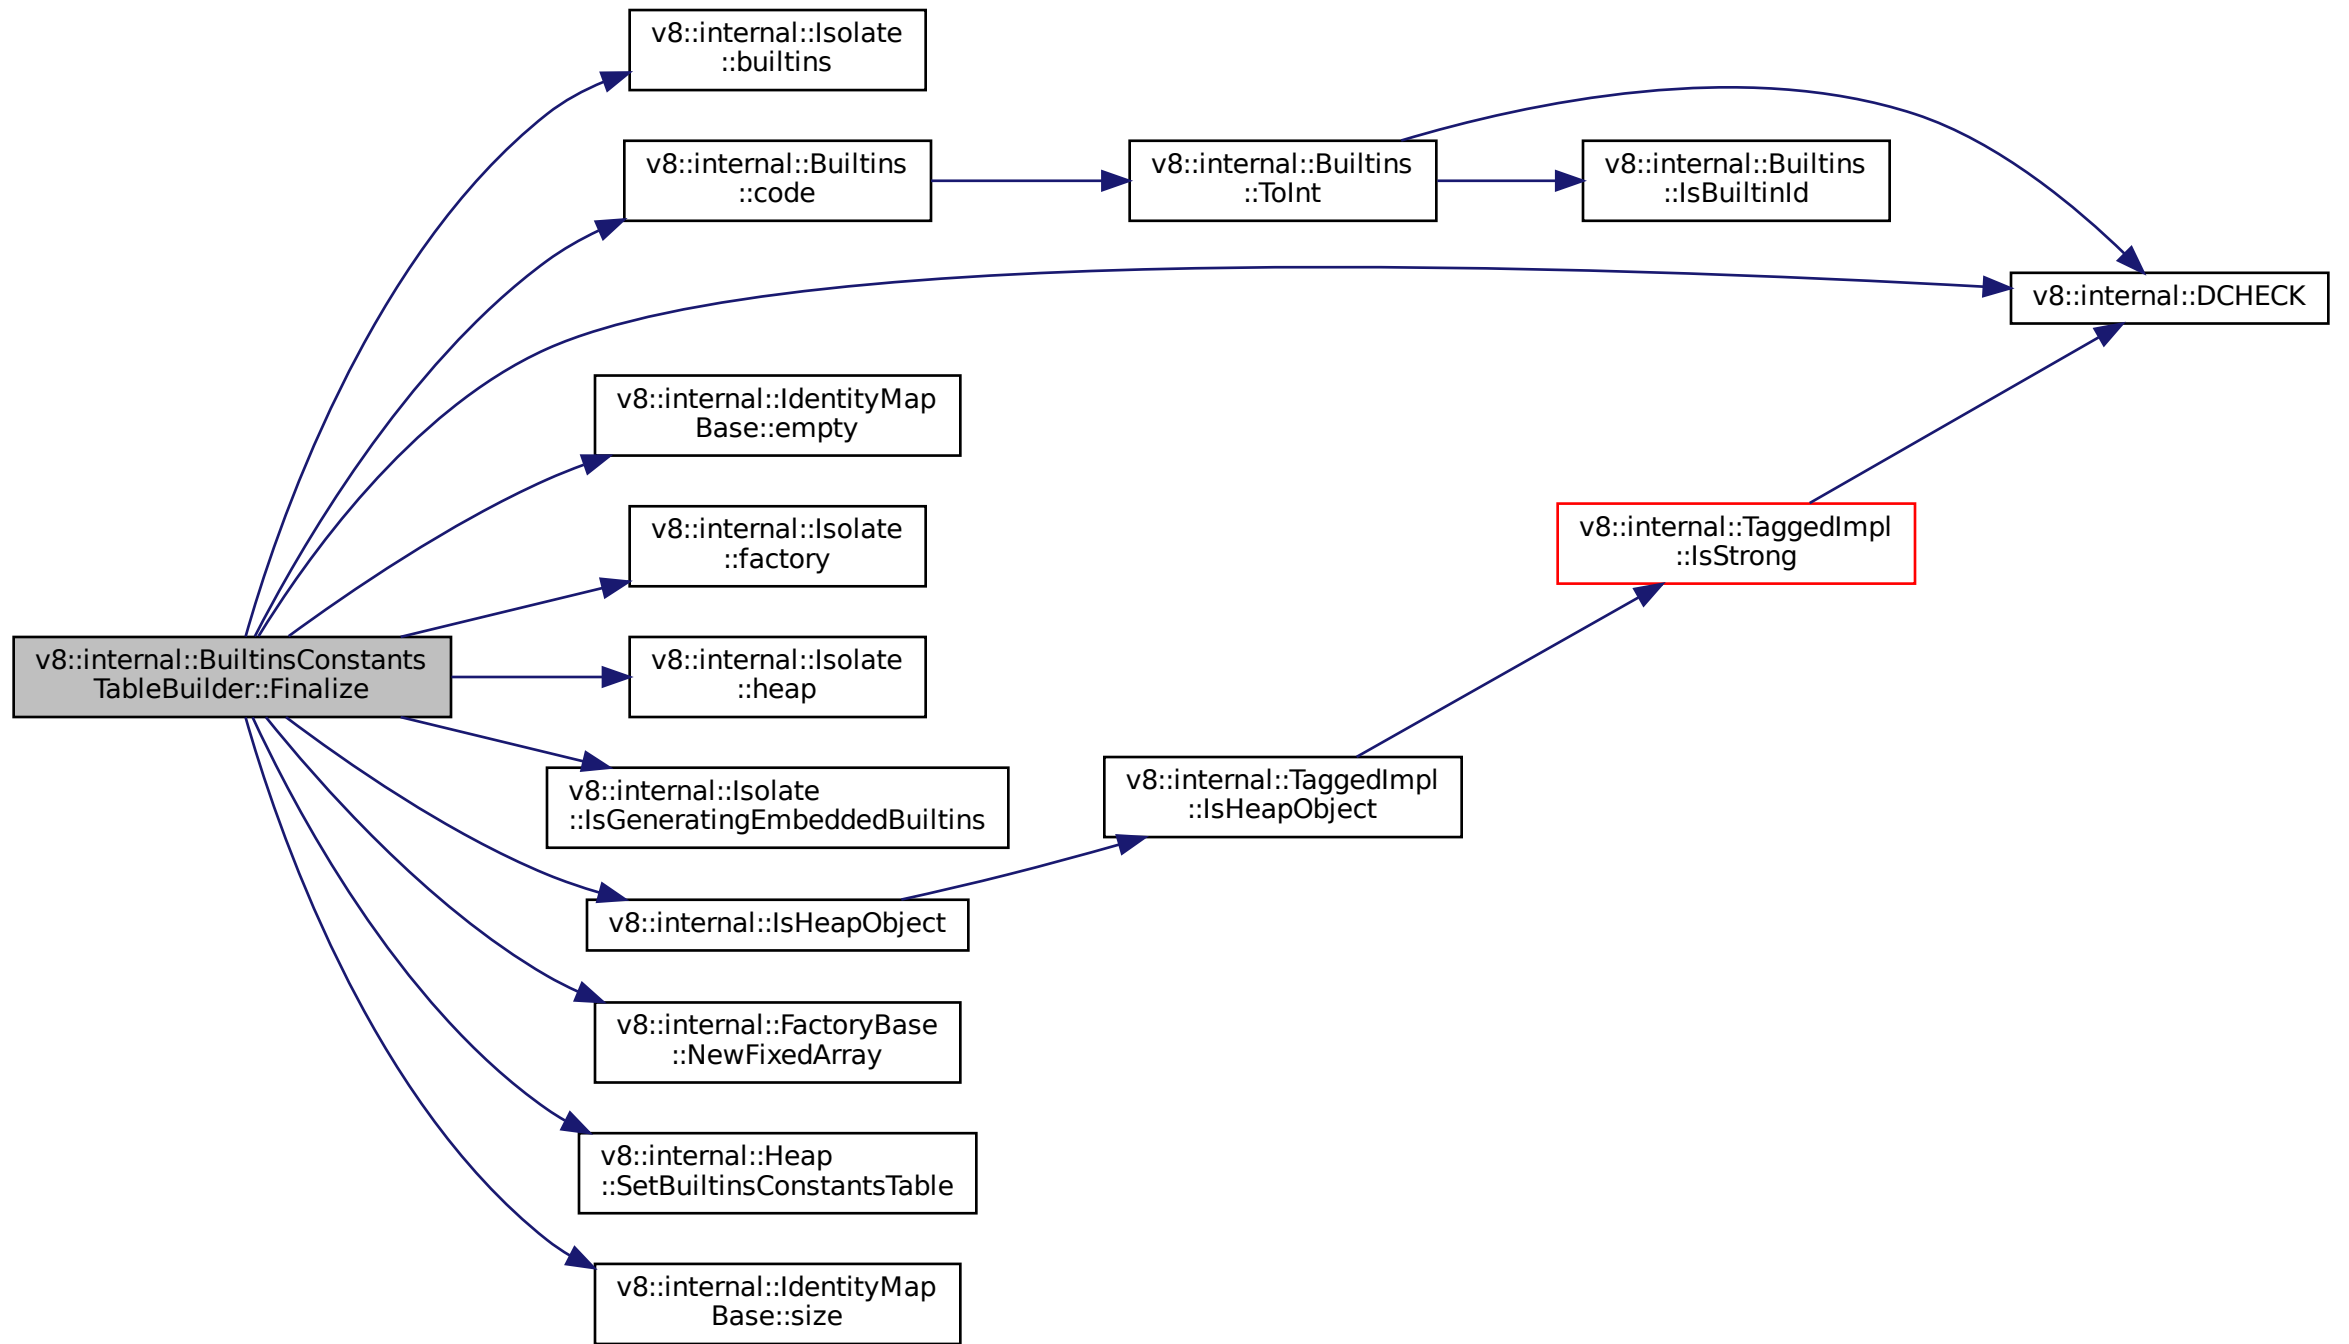 v8::internal::Isolate
::builtins
v8::internal::Builtins
::code
v8::internal::Builtins
::ToInt
v8::internal::Builtins
::IsBuiltinId
v8::internal::DCHECK
v8::internal::IdentityMap
Base::empty
v8::internal::Isolate
::factory
v8::internal::TaggedImpl
::IsStrong
v8::internal::BuiltinsConstants
TableBuilder::Finalize
v8::internal::Isolate
::heap
v8::internal::Isolate
::IsGeneratingEmbeddedBuiltins
v8::internal::TaggedImpl
::IsHeapObject
v8::internal::IsHeapObject
v8::internal::FactoryBase
::NewFixedArray
v8::internal::Heap
::SetBuiltinsConstantsTable
v8::internal::IdentityMap
Base::size